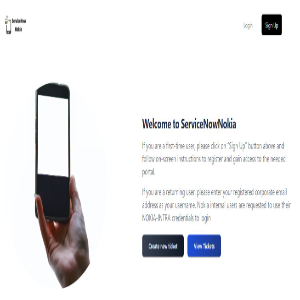 ServiceNow
Nokia
Login
Sign Up
Welcome to ServiceNowNokia
If you are a first-time user, please click on "Sign Up" button above and
follow on-screen instructions to register and gain access to the needed
portal.
If you are a returning user, please enter your registered corporate email
address as your username. Nokia internal users are requested to use their
NOKIA-INTRA credentials to login
Create new ticket
View Tickets